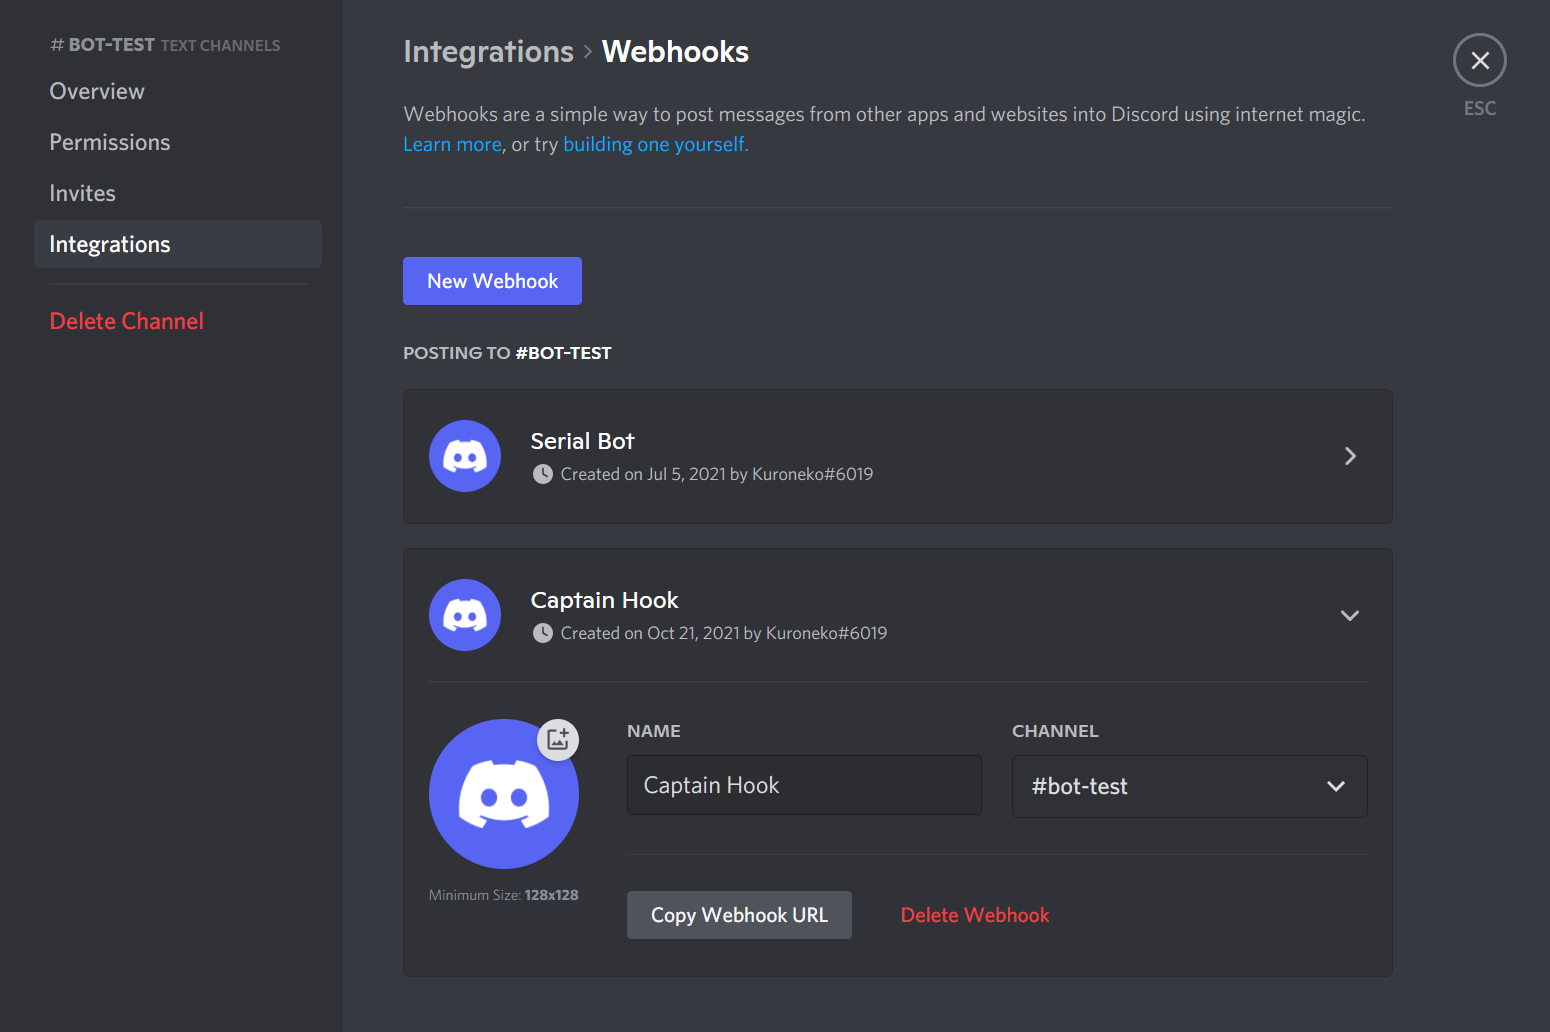 # BOT-TEST TEXT CHANNELS
Overview
Permissions
Invites
Integrations
Delete Channel
Integrations > Webhooks
Webhooks are a simple way to post messages from other apps and websites into Discord using internet magic.
Learn more, or try building one yourself.
ESC
New Webhook
POSTING TO #BOT-TEST
Serial Bot
Created on Jul 5, 2021 by Kuroneko#6019
Captain Hook
Created on Oct 21, 2021 by Kuroneko#6019
NAME
CHANNEL
Captain Hook
#bot-test
Minimum Size: 128x128
Copy Webhook URL
Delete Webhook